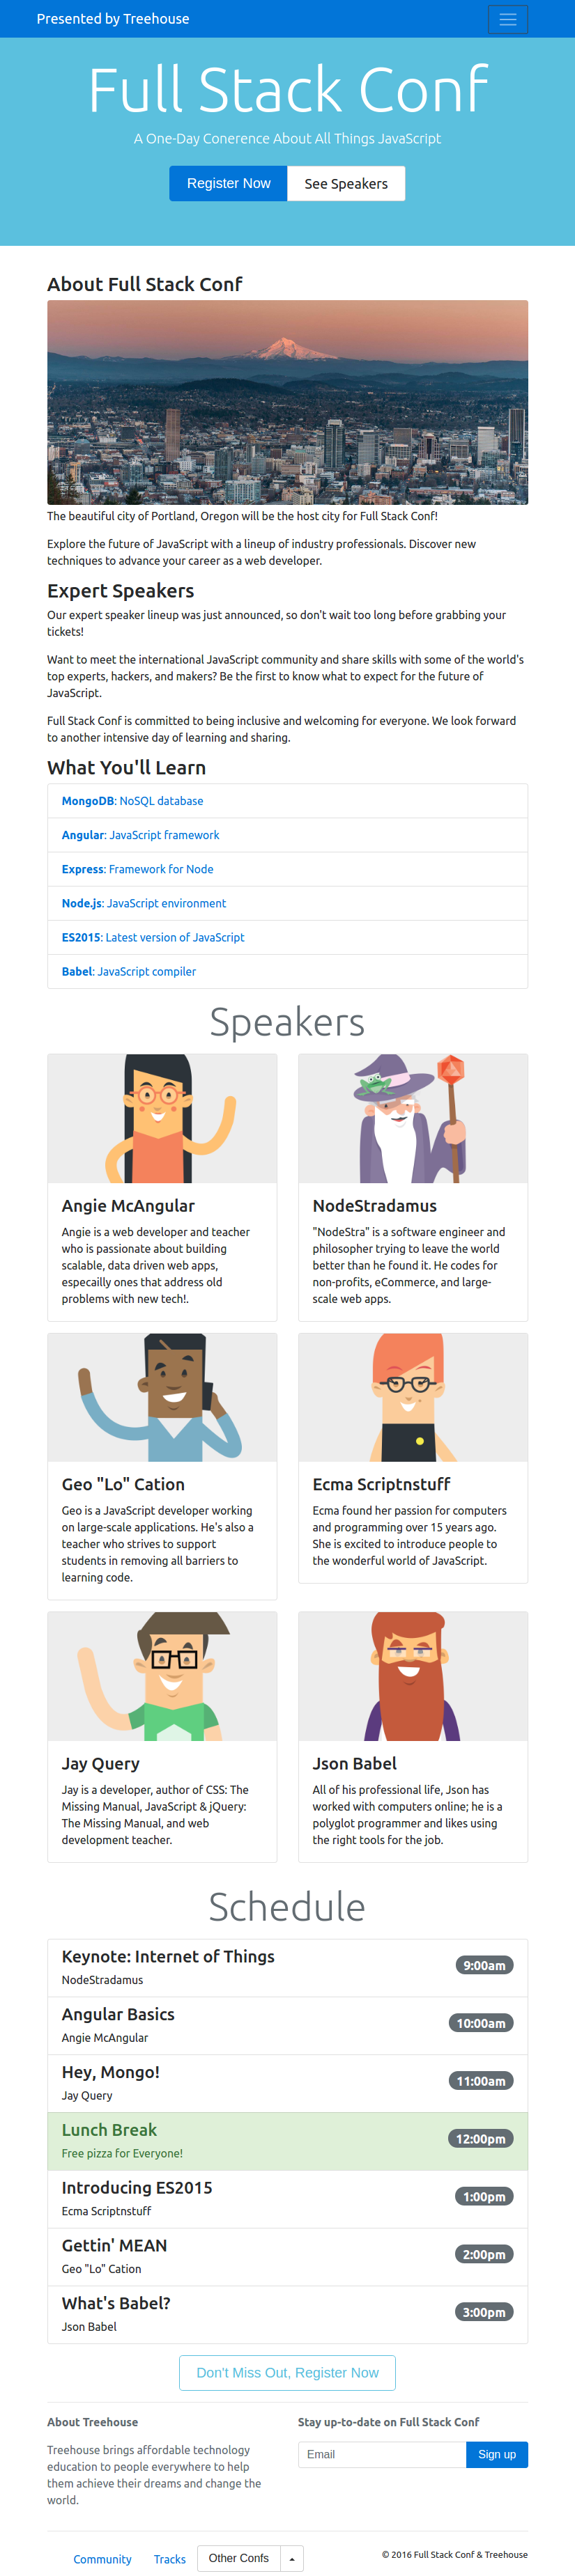 Presented by Treehouse
Full Stack Conf
A One-Day Conerence About All Things JavaScript
Register Now
See Speakers
About Full Stack Conf
The beautiful city of Portland, Oregon will be the host city for Full Stack Conf!
Explore the future of JavaScript with a lineup of industry professionals. Discover new
techniques to advance your career as a web developer.
Expert Speakers
Our expert speaker lineup was just announced, so don't wait too long before grabbing your
tickets!
Want to meet the international JavaScript community and share skills with some of the world's
top experts, hackers, and makers? Be the first to know what to expect for the future of
JavaScript.
Full Stack Conf is committed to being inclusive and welcoming for everyone. We look forward
to another intensive day of learning and sharing.
What You'll Learn
MongoDB: NoSQL database
Angular: JavaScript framework
Express: Framework for Node
Node.js: JavaScript environment
ES2015: Latest version of JavaScript
Babel: JavaScript compiler
Speakers
Angie McAngular
Angie is a web developer and teacher
who is passionate about building
scalable, data driven web apps,
especailly ones that address old
problems with new tech!.
NodeStradamus
"NodeStra" is a software engineer and
philosopher trying to leave the world
better than he found it. He codes for
non-profits, eCommerce, and large-
scale web apps.
Geo "Lo" Cation
Geo is a JavaScript developer working
on large-scale applications. He's also a
teacher who strives to support
students in removing all barriers to
learning code.
Ecma Scriptnstuff
Ecma found her passion for computers
and programming over 15 years ago.
She is excited to introduce people to
the wonderful world of JavaScript.
Jay Query
Jay is a developer, author of CSS: The
Missing Manual, JavaScript & jQuery:
The Missing Manual, and web
development teacher.
Json Babel
All of his professional life, Json has
worked with computers online; he is a
polyglot programmer and likes using
the right tools for the job.
Schedule
Keynote: Internet of Things
NodeStradamus
9:00am
Angular Basics
Angie McAngular
10:00am
Hey, Mongo!
Jay Query
11:00am
Lunch Break
Free pizza for Everyone!
12:00pm
Introducing ES2015
Ecma Scriptnstuff
1:00pm
Gettin' MEAN
Geo "Lo" Cation
2:00pm
What's Babel?
Json Babel
3:00pm
Don't Miss Out, Register Now
About Treehouse
Treehouse brings affordable technology
education to people everywhere to help
them achieve their dreams and change the
world.
Stay up-to-date on Full Stack Conf
Email
Sign up
Community
Tracks
Other Confs
© 2016 Full Stack Conf & Treehouse